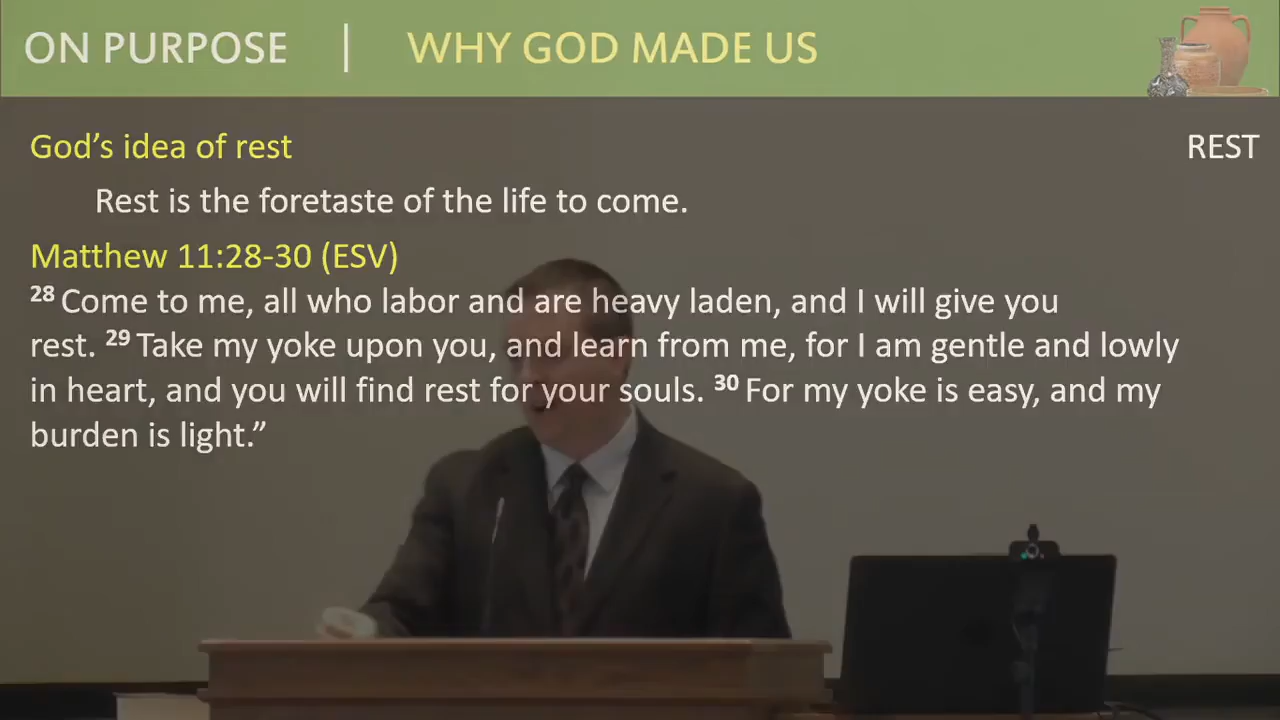 ON PURPOSE | WHY GOD MADE US
God’s idea of rest
REST
Rest is the foretaste of the life to come.
Matthew 11:28-30 (ESV)
28 Come to me, all who labor and are heavy laden, and I will give you
rest. 29 Take my yoke upon you, and learn from me, for I am gentle and lowly
in heart, and you will find rest for your souls. 30 For my yoke is easy, and my
burden is light.”